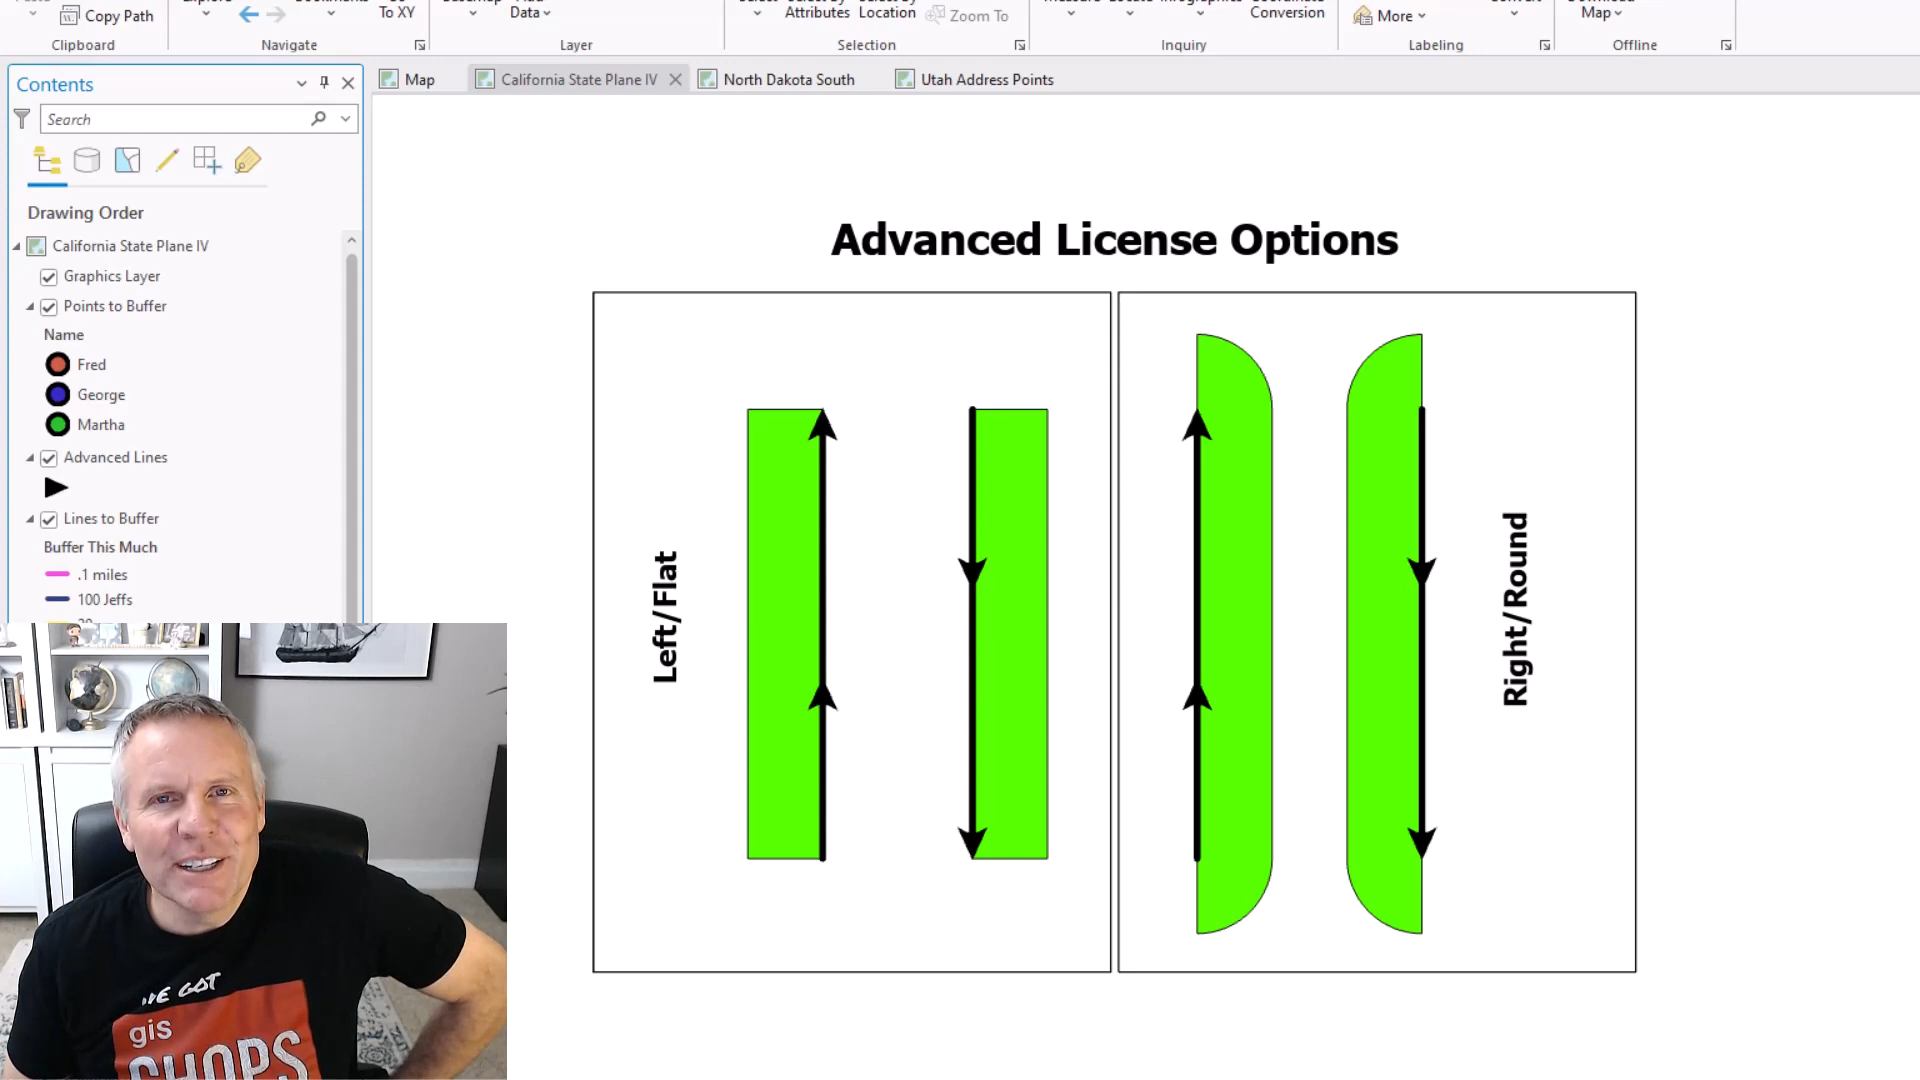 Copy Path
To XY
Data
Attributes
Location
Zoom To
Conversion
More
Map
Clipboard
Navigate
Layer
Selection
Inquiry
Labeling
Offline
Contents
Map
California State Plane IV
North Dakota South
Utah Address Points
Search
Drawing Order
California State Plane IV
Graphics Layer
Points to Buffer
Name
Fred
George
Martha
Advanced Lines
Lines to Buffer
Buffer This Much
.1 miles
100 Jeffs
Advanced License Options
Left/Flat
Right/Round
GOT
gis
CHOPS